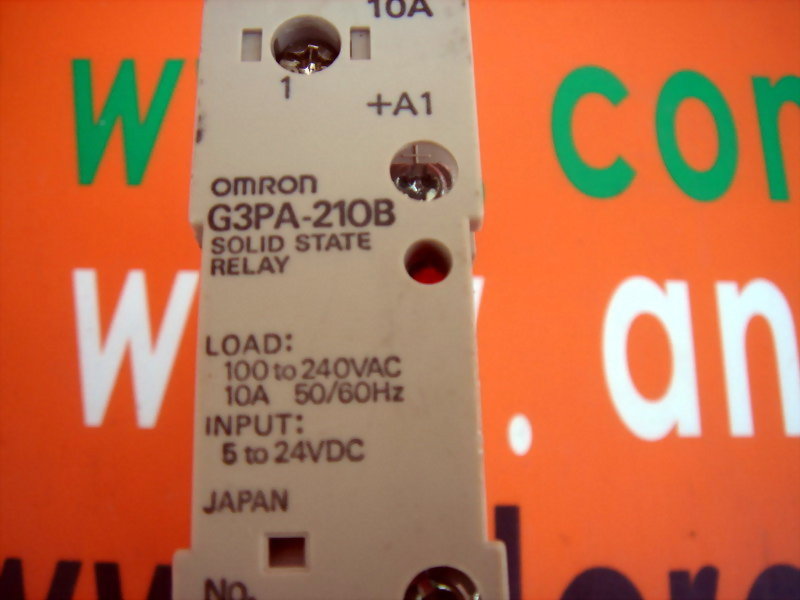 10A
1
+A1
OMRON
G3PA-210B
SOLID STATE
RELAY
LOAD:
100 to 240VAC
10A 50/60Hz
INPUT:
5 to 24VDC
JAPAN
No.